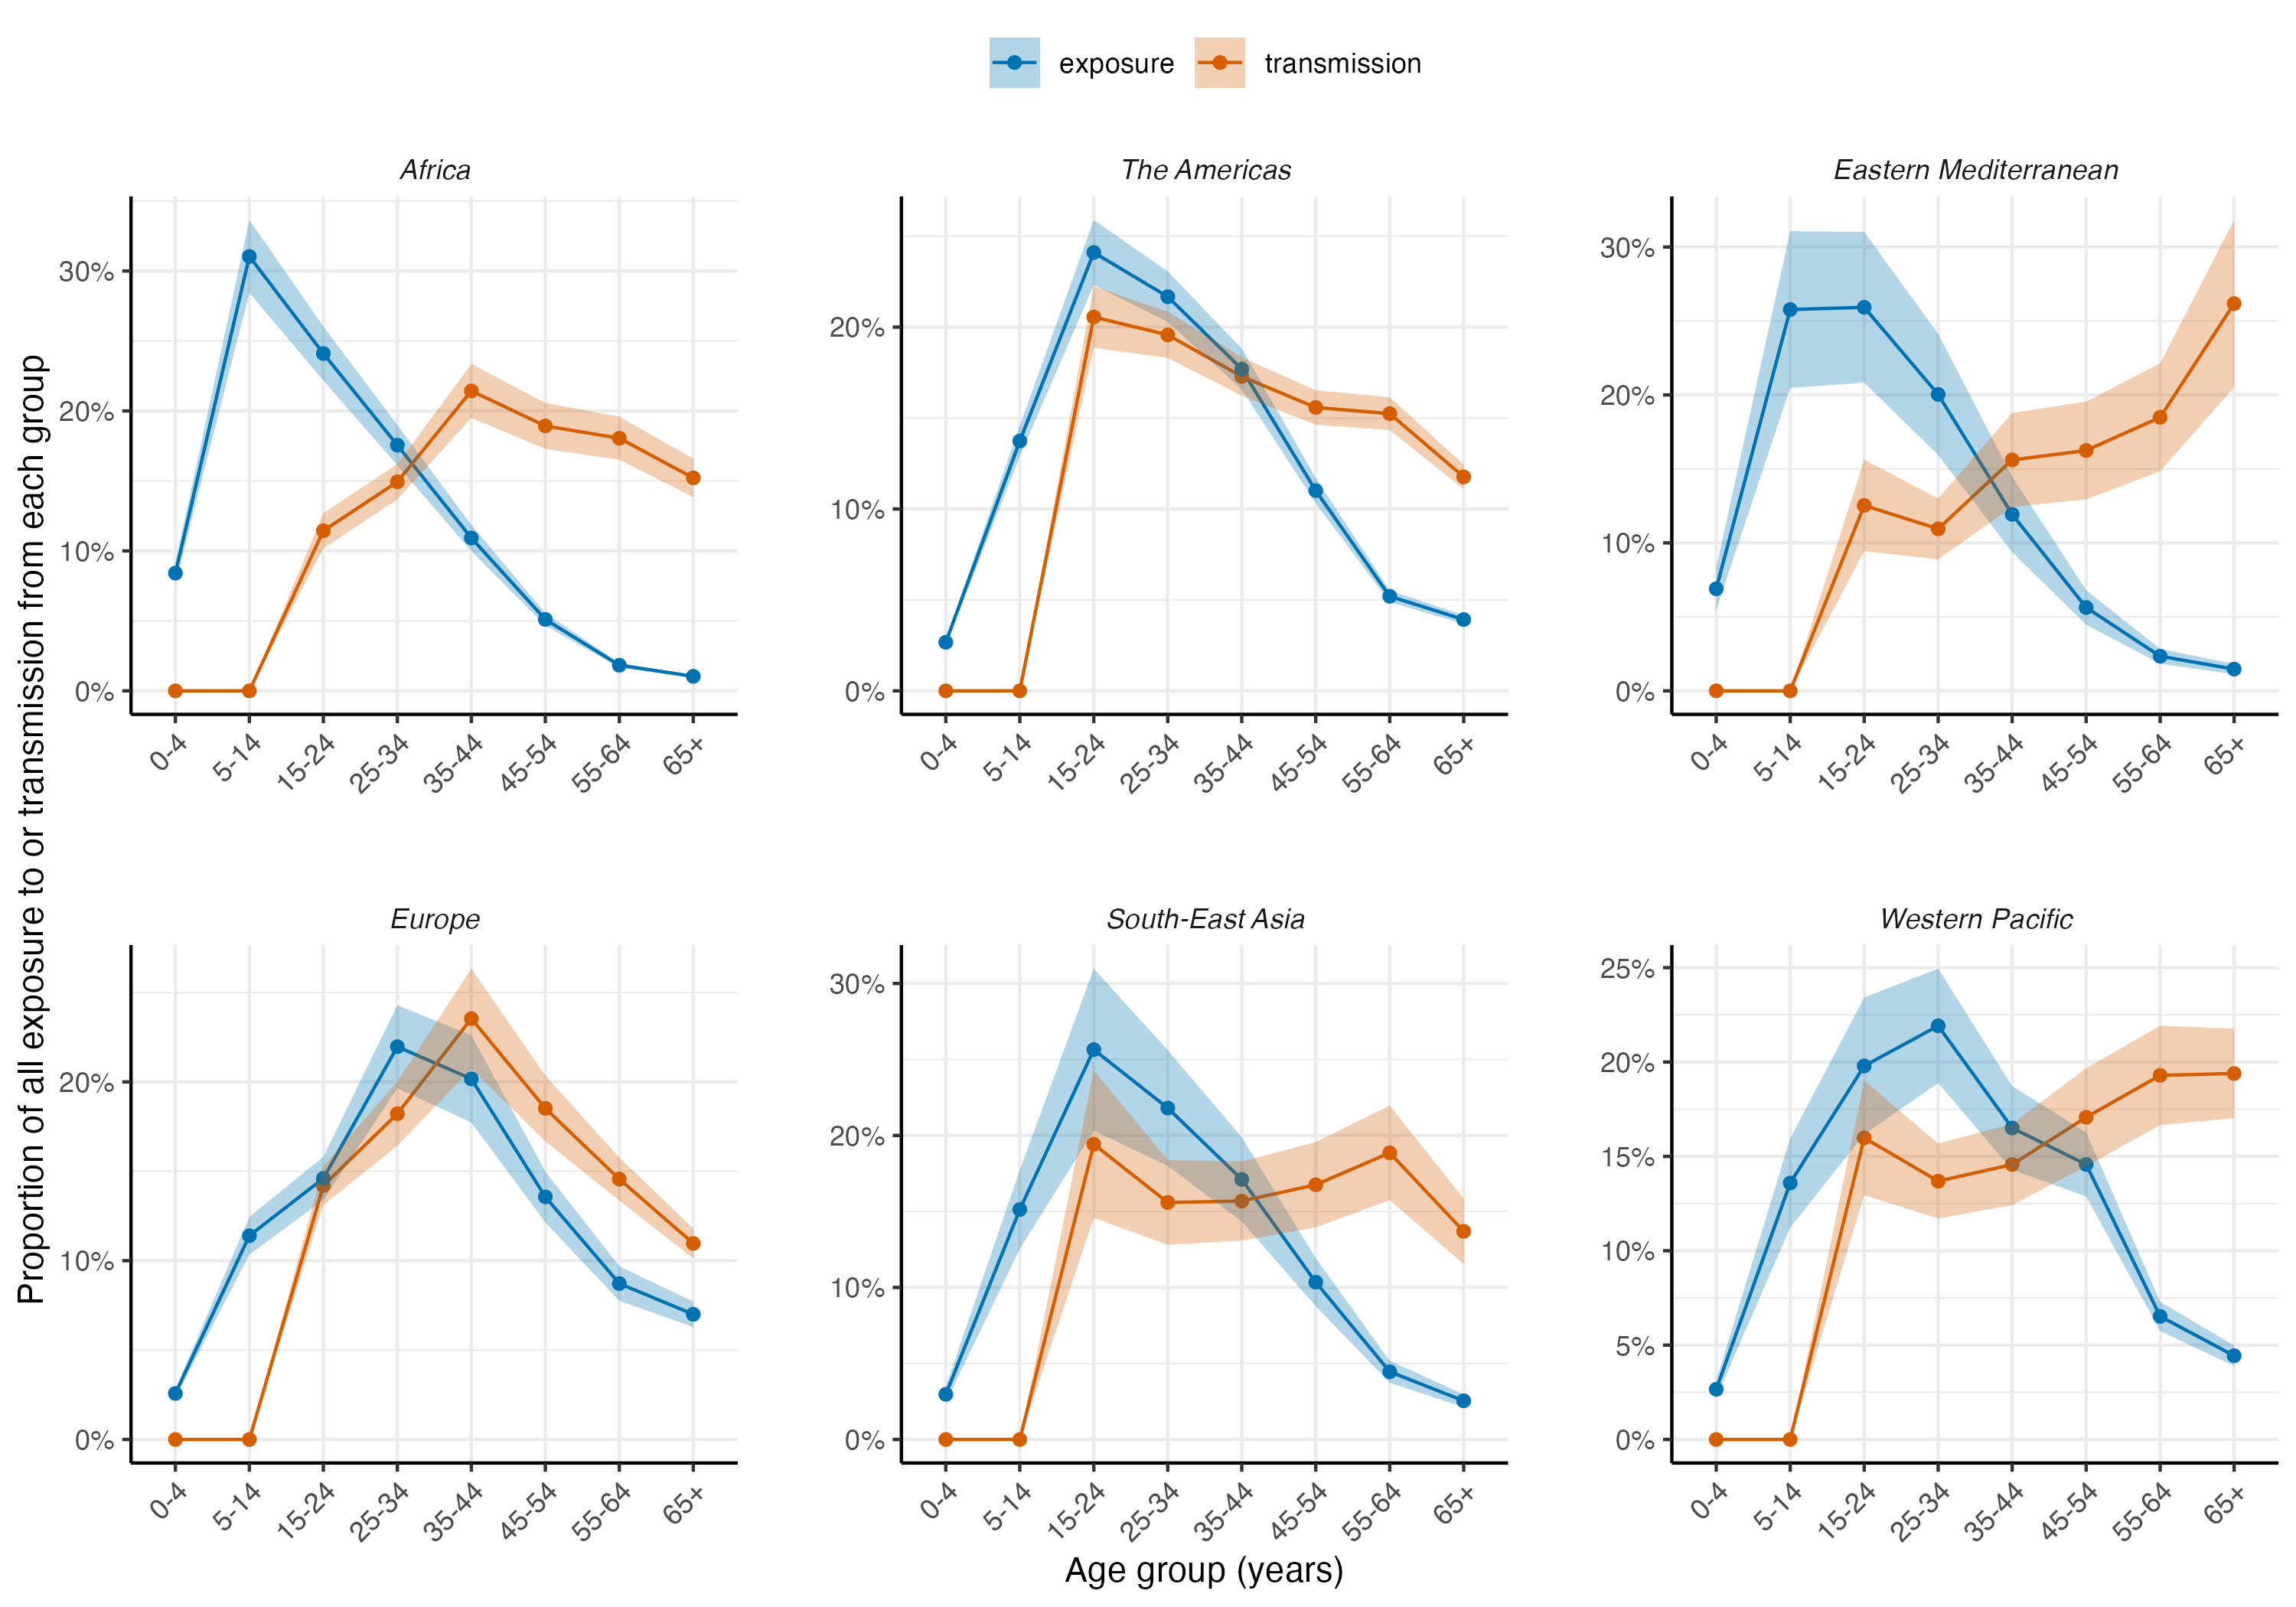 exposure transmission
Africa
The Americas
Eastern Mediterranean
Proportion of all exposure to or transmission from each group
30%
20%
10%
0%
0-4 5-14 15-24 25-34 35-44 45-54 55-64 65+
20%
10%
0%
0-4 5-14 15-24 25-34 35-44 45-54 55-64 65+
30%
20%
10%
0%
0-4 5-14 15-24 25-34 35-44 45-54 55-64 65+
Europe
South-East Asia
Western Pacific
20%
10%
0%
0-4 5-14 15-24 25-34 35-44 45-54 55-64 65+
30%
20%
10%
0%
0-4 5-14 15-24 25-34 35-44 45-54 55-64 65+
25%
20%
15%
10%
5%
0%
0-4 5-14 15-24 25-34 35-44 45-54 55-64 65+
Age group (years)